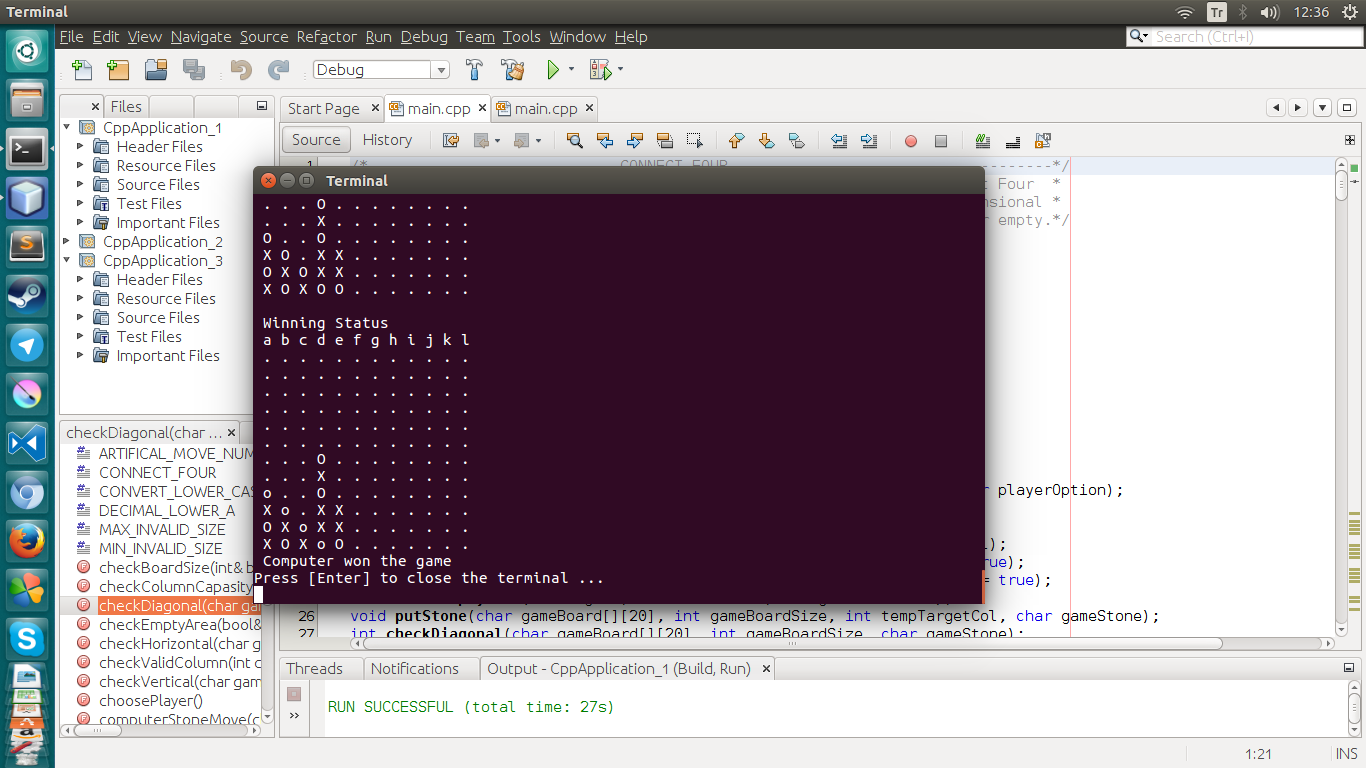 Terminal
Tr
12:36
File Edit View Navigate Source Refactor Run Debug Team Tools Window Help
Search (Ctrl+I)
Debug
Files
Start Page
main.cpp
main.cpp
Source History
CppApplication_1
Header Files
Resource Files
Source Files
Test Files
Important Files
CppApplication_2
CppApplication_3
Header Files
Resource Files
Source Files
Test Files
Important Files
checkDiagonal(char ...
ARTIFICAL_MOVE_NUM
CONNECT_FOUR
CONVERT_LOWER_CAS
DECIMAL_LOWER_A
MAX_INVALID_SIZE
MIN_INVALID_SIZE
checkBoardSize(int& b
checkColumnCapasity
checkDiagonal(char gam
checkEmptyArea(bool&
checkHorizontal(char g
checkValidColumn(int c
checkVertical(char gam
choosePlayer()
computerStoneMove(c
1 /* CONNECT FOUR --------*/
t Four *
nsional *
r empty.*/
ar playerOption);
);
rue);
= true);
26 void putStone(char gameBoard[][20], int gameBoardSize, int tempTargetCol, char gameStone);
27 int checkDiagonal(char gameBoard[][20], int gameBoardSize, char gameStone);
Terminal
. . . O . . . . . . . .
. . . X . . . . . . . .
O . . O . . . . . . . .
X O . X X . . . . . . .
O X O X X . . . . . . .
X O X O O . . . . . . .
Winning Status
a b c d e f g h i j k l
. . . . . . . . . . . .
. . . . . . . . . . . .
. . . . . . . . . . . .
. . . . . . . . . . . .
. . . . . . . . . . . .
. . . . . . . . . . . .
. . . O . . . . . . . .
. . . X . . . . . . . .
o . . O . . . . . . . .
X o . X X . . . . . . .
O X o X X . . . . . . .
X O X o O . . . . . . .
Computer won the game
Press [Enter] to close the terminal ...
Threads
Notifications
Output - CppApplication_1 (Build, Run)
RUN SUCCESSFUL (total time: 27s)
1:21
INS